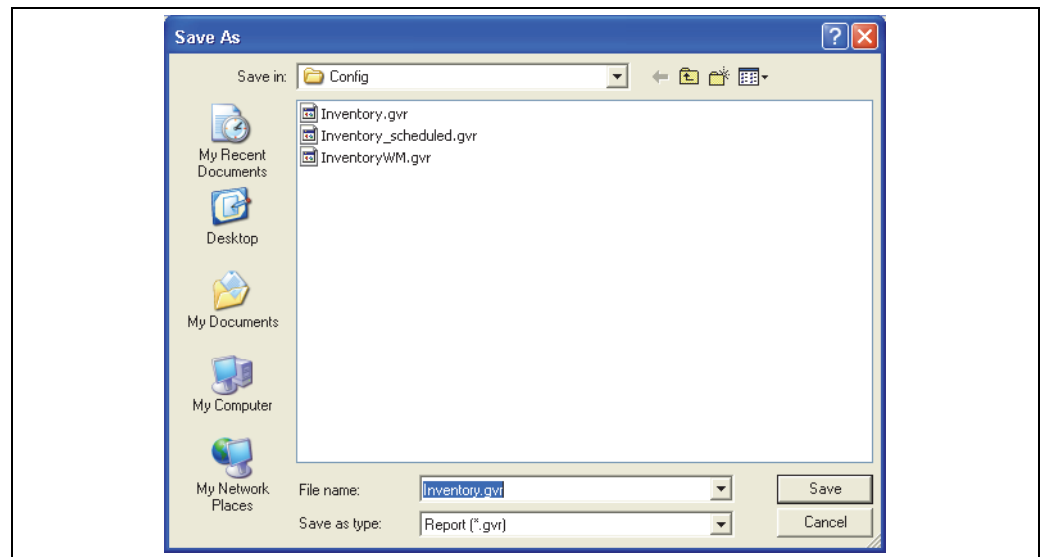 Save As
Save in:
Config
Inventory.gvr
Inventory_scheduled.gvr
InventoryWM.gvr
My Recent
Documents
Desktop
My Documents
My Computer
My Network
Places
File name:
Inventory.gvr
Save
Save as type:
Report (*.gvr)
Cancel